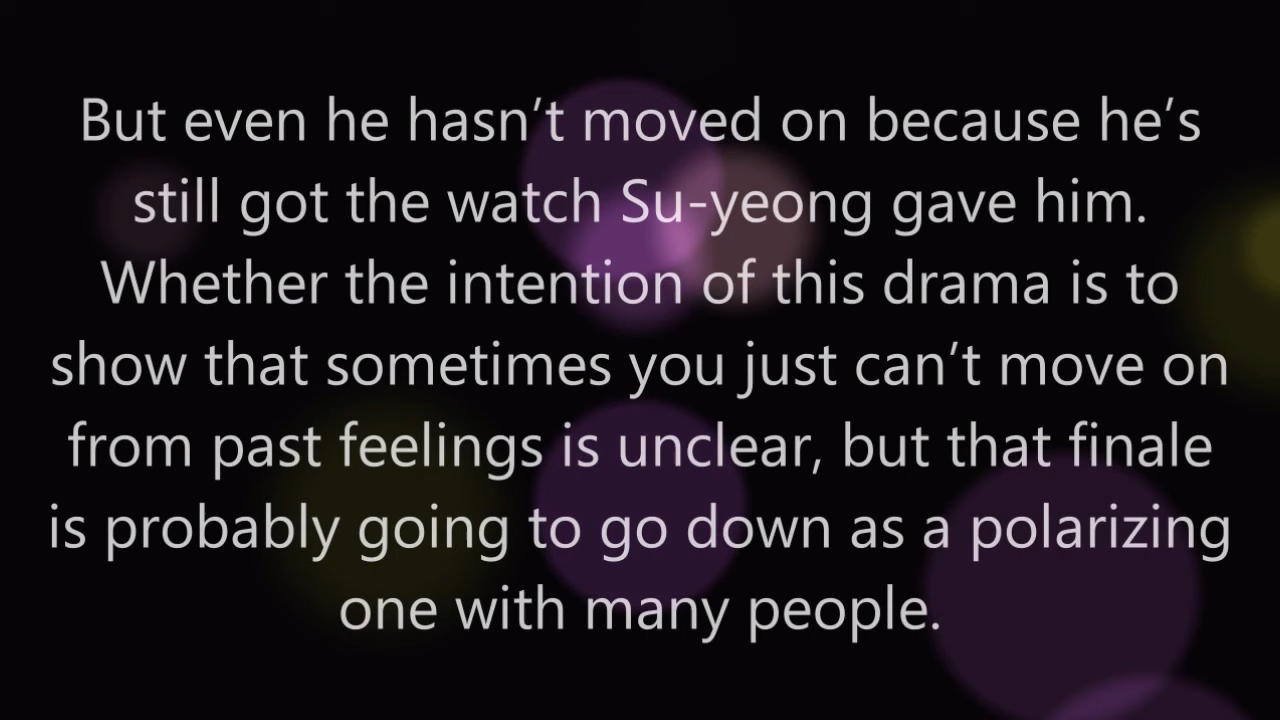 But even he hasn’t moved on because he’s
still got the watch Su-yeong gave him.
Whether the intention of this drama is to
show that sometimes you just can’t move on
from past feelings is unclear, but that finale
is probably going to go down as a polarizing
one with many people.